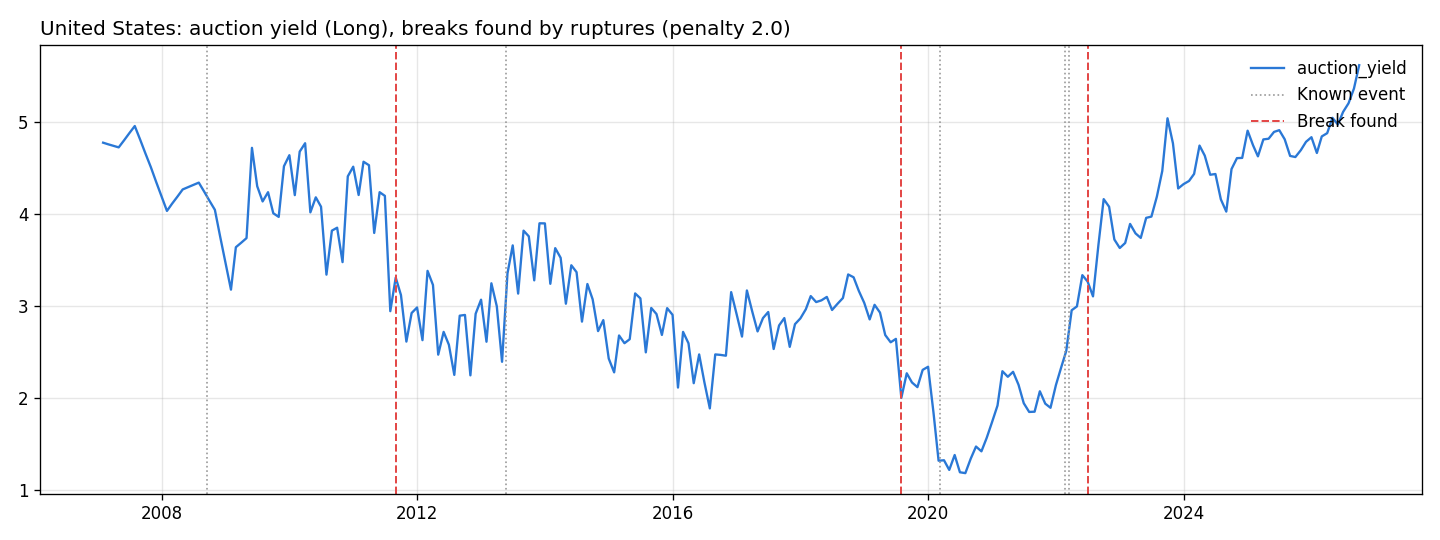 United States: auction yield (Long), breaks found by ruptures (penalty 2.0)
auction_yield
Known event
Break found
5
4
3
2
1
2008 2012 2016 2020 2024